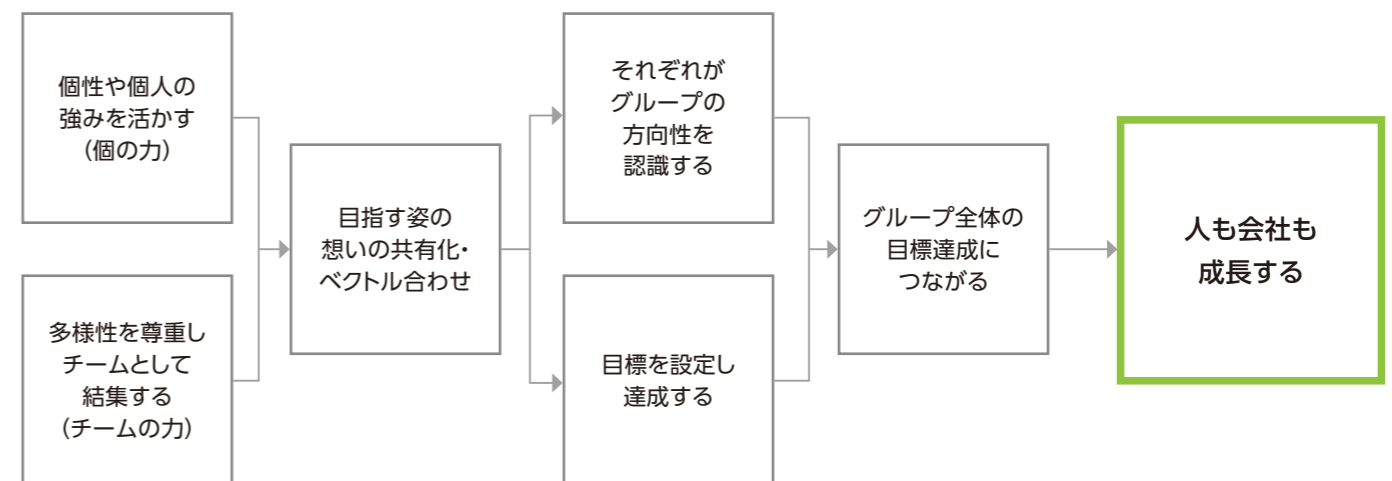 個性や個人の
強みを活かす
（個の力）
多様性を尊重し
チームとして
結集する
（チームの力）
目指す姿の
想いの共有化・
ベクトル合わせ
それぞれが
グループの
方向性を
認識する
目標を設定し
達成する
グループ全体の
目標達成に
つながる
人も会社も
成長する